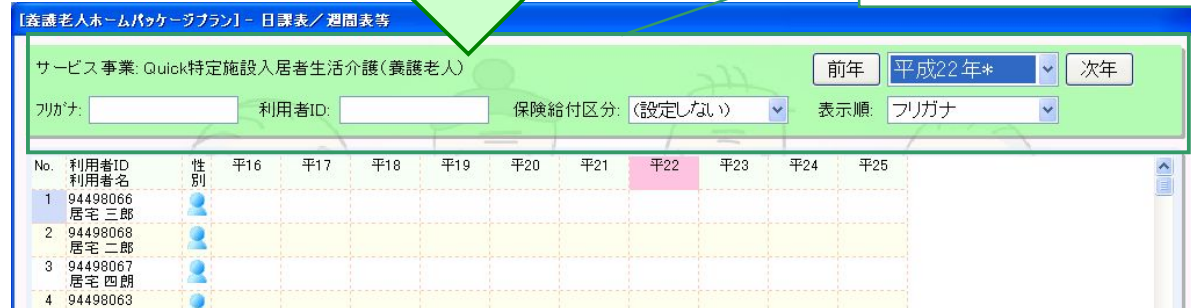 [養護老人ホームパッケージプラン] - 日課表／週間表等
サービス事業: Quick特定施設入居者生活介護(養護老人)
前年 平成22年* 次年
ﾌﾘｶﾞﾅ: 利用者ID: 保険給付区分: (設定しない) 表示順: フリガナ
No. 利用者ID 性 平16 平17 平18 平19 平20 平21 平22 平23 平24 平25
利用者名 別
1 94498066
居宅 三郎
2 94498068
居宅 二郎
3 94498067
居宅 四朗
4 94498063